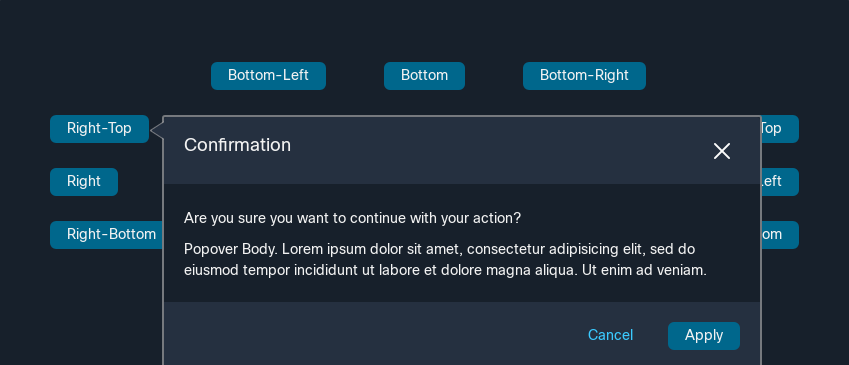 Bottom-Left Bottom Bottom-Right
Right-Top Top
Confirmation
Right Left
Are you sure you want to continue with your action?
Right-Bottom
Popover Body. Lorem ipsum dolor sit amet, consectetur adipisicing elit, sed do
eiusmod tempor incididunt ut labore et dolore magna aliqua. Ut enim ad veniam.
Cancel Apply